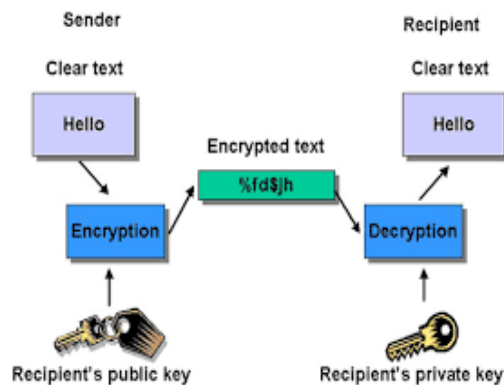 Sender
Recipient
Clear text
Clear text
Hello
Hello
Encrypted text
%fd$jh
Encryption
Decryption
Recipient's public key
Recipient's private key